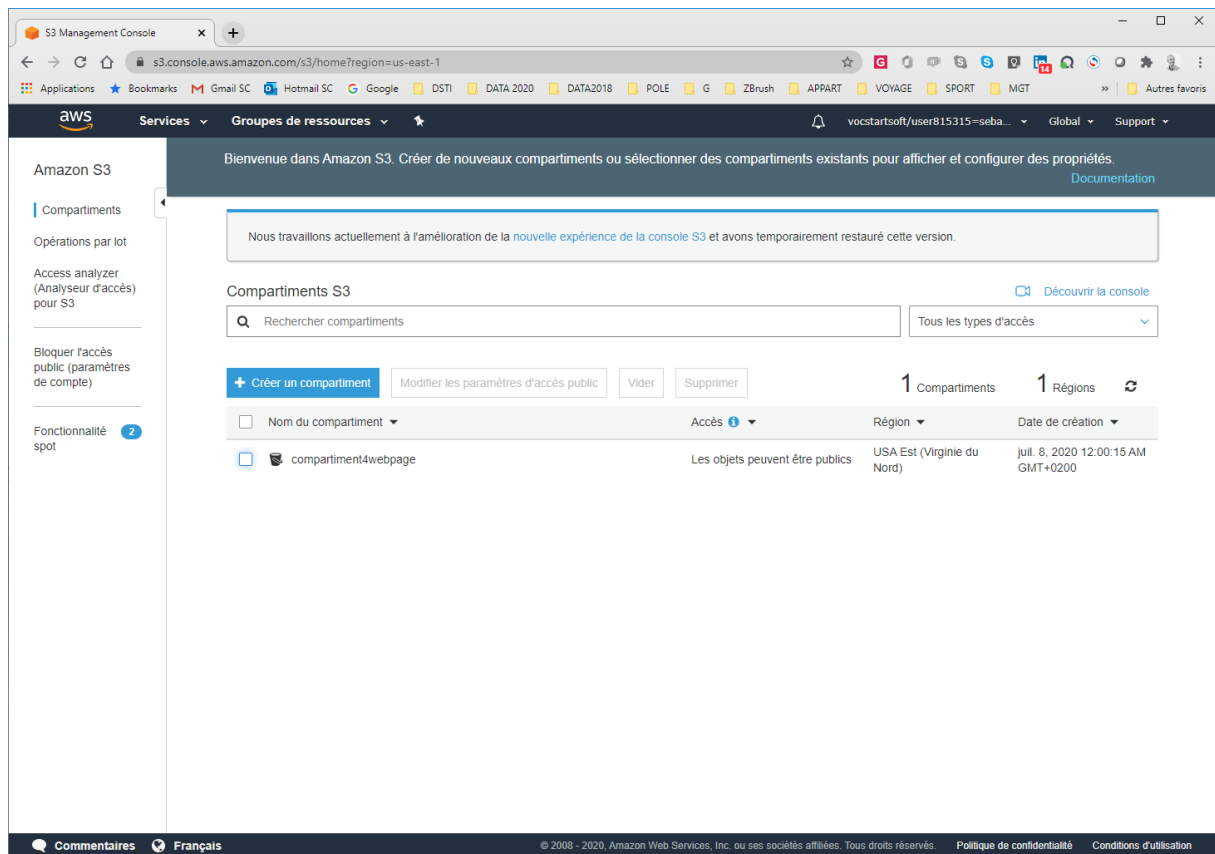 S3 Management Console
s3.console.aws.amazon.com/s3/home?region=us-east-1
14
Applications Bookmarks Gmail SC Hotmail SC Google DSTI DATA 2020 DATA2018 POLE G ZBrush APPART VOYAGE SPORT MGT » Autres favoris
aws Services Groupes de ressources vocstartsoft/user815315=seba... Global Support
Amazon S3
Compartiments
Opérations par lot
Access analyzer
(Analyseur d'accès)
pour S3
Bloquer l'accès
public (paramètres
de compte)
Fonctionnalité 2
spot
Bienvenue dans Amazon S3. Créer de nouveaux compartiments ou sélectionner des compartiments existants pour afficher et configurer des propriétés.
Documentation
Nous travaillons actuellement à l'amélioration de la nouvelle expérience de la console S3 et avons temporairement restauré cette version.
Compartiments S3 Découvrir la console
Rechercher compartiments Tous les types d'accès
+ Créer un compartiment Modifier les paramètres d'accès public Vider Supprimer 1 Compartiments 1 Régions
Nom du compartiment Accès Région Date de création
compartiment4webpage Les objets peuvent être publics USA Est (Virginie du juil. 8, 2020 12:00:15 AM
Nord) GMT+0200
Commentaires Français © 2008 - 2020, Amazon Web Services, Inc. ou ses sociétés affiliées. Tous droits réservés. Politique de confidentialité Conditions d'utilisation